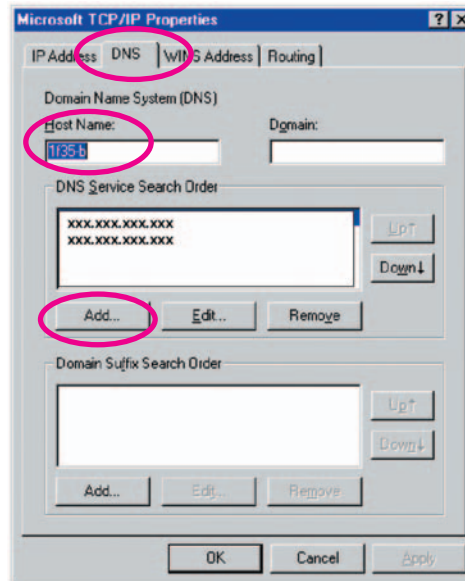 Microsoft TCP/IP Properties ? X
IP Address DNS WINS Address Routing
Domain Name System (DNS)
Host Name: Domain:
1f35-b
DNS Service Search Order
xxx.xxx.xxx.xxx
xxx.xxx.xxx.xxx
Up↑
Down↓
Add... Edit... Remove
Domain Suffix Search Order
Up↑
Down↓
Add... Edit... Remove
OK Cancel Apply